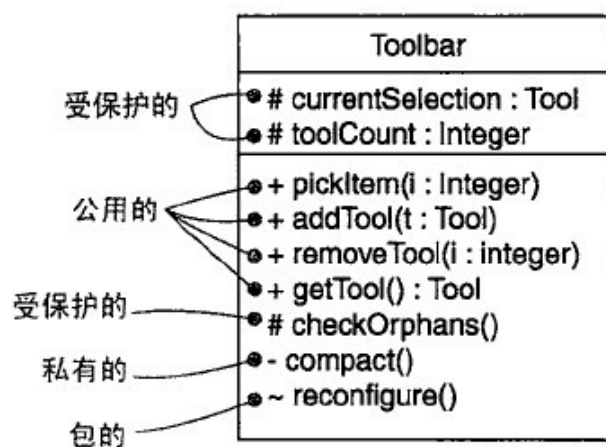 Toolbar
受保护的
# currentSelection : Tool
# toolCount : Integer
公用的
+ pickItem(i : Integer)
+ addTool(t : Tool)
+ removeTool(i : integer)
+ getTool() : Tool
受保护的
# checkOrphans()
私有的
- compact()
包的
~ reconfigure()